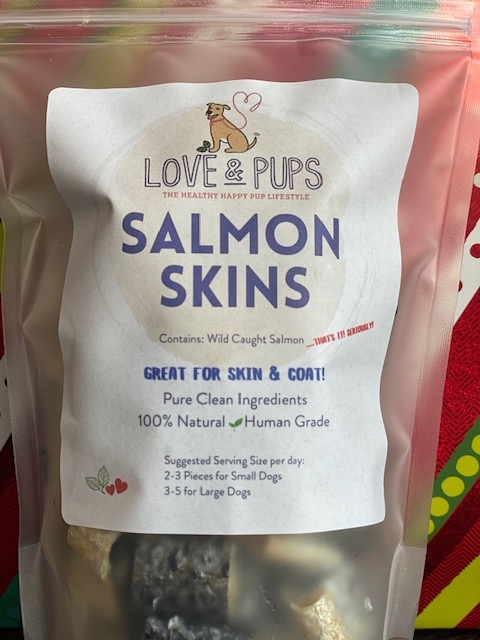 LOVE & PUPS
THE HEALTHY HAPPY PUP LIFESTYLE
SALMON
SKINS
Contains: Wild Caught Salmon ...THAT'S IT! SERIOUSLY!
GREAT FOR SKIN & COAT!
Pure Clean Ingredients
100% Natural Human Grade
Suggested Serving Size per day:
2-3 Pieces for Small Dogs
3-5 for Large Dogs